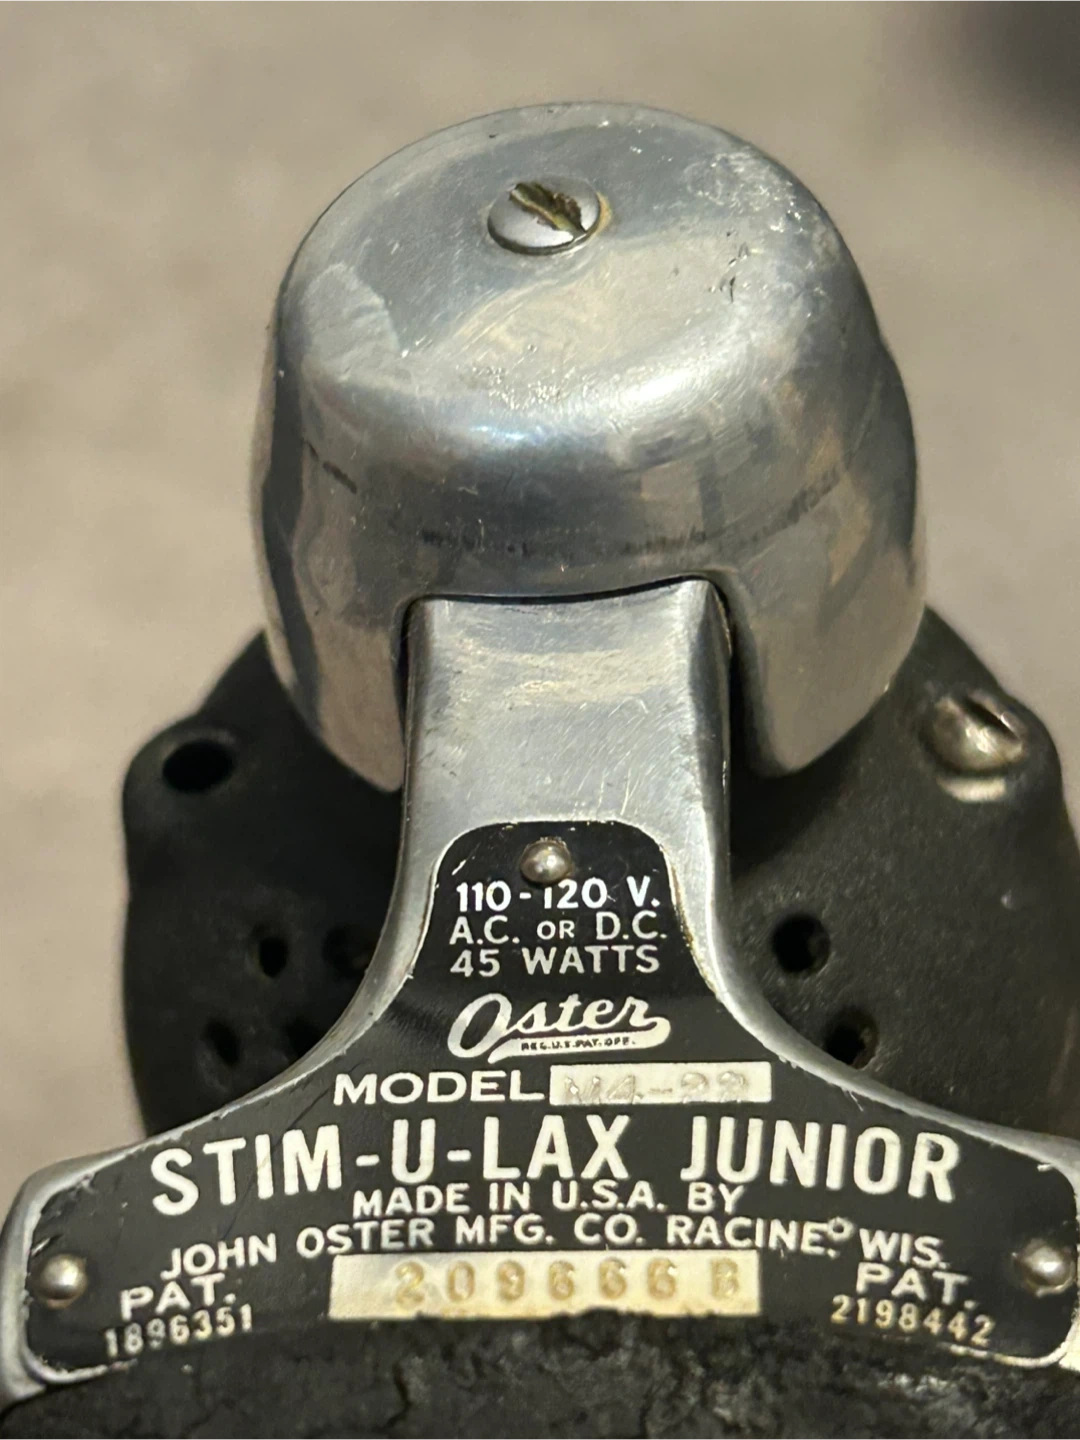 110-120 V.
A.C. OR D.C.
45 WATTS
Oster
REG.U.S.PAT.OFF.
MODEL M4-22
STIM-U-LAX JUNIOR
MADE IN U.S.A. BY
JOHN OSTER MFG. CO. RACINE, WIS.
PAT. 1896351
209666 B
PAT. 2198442